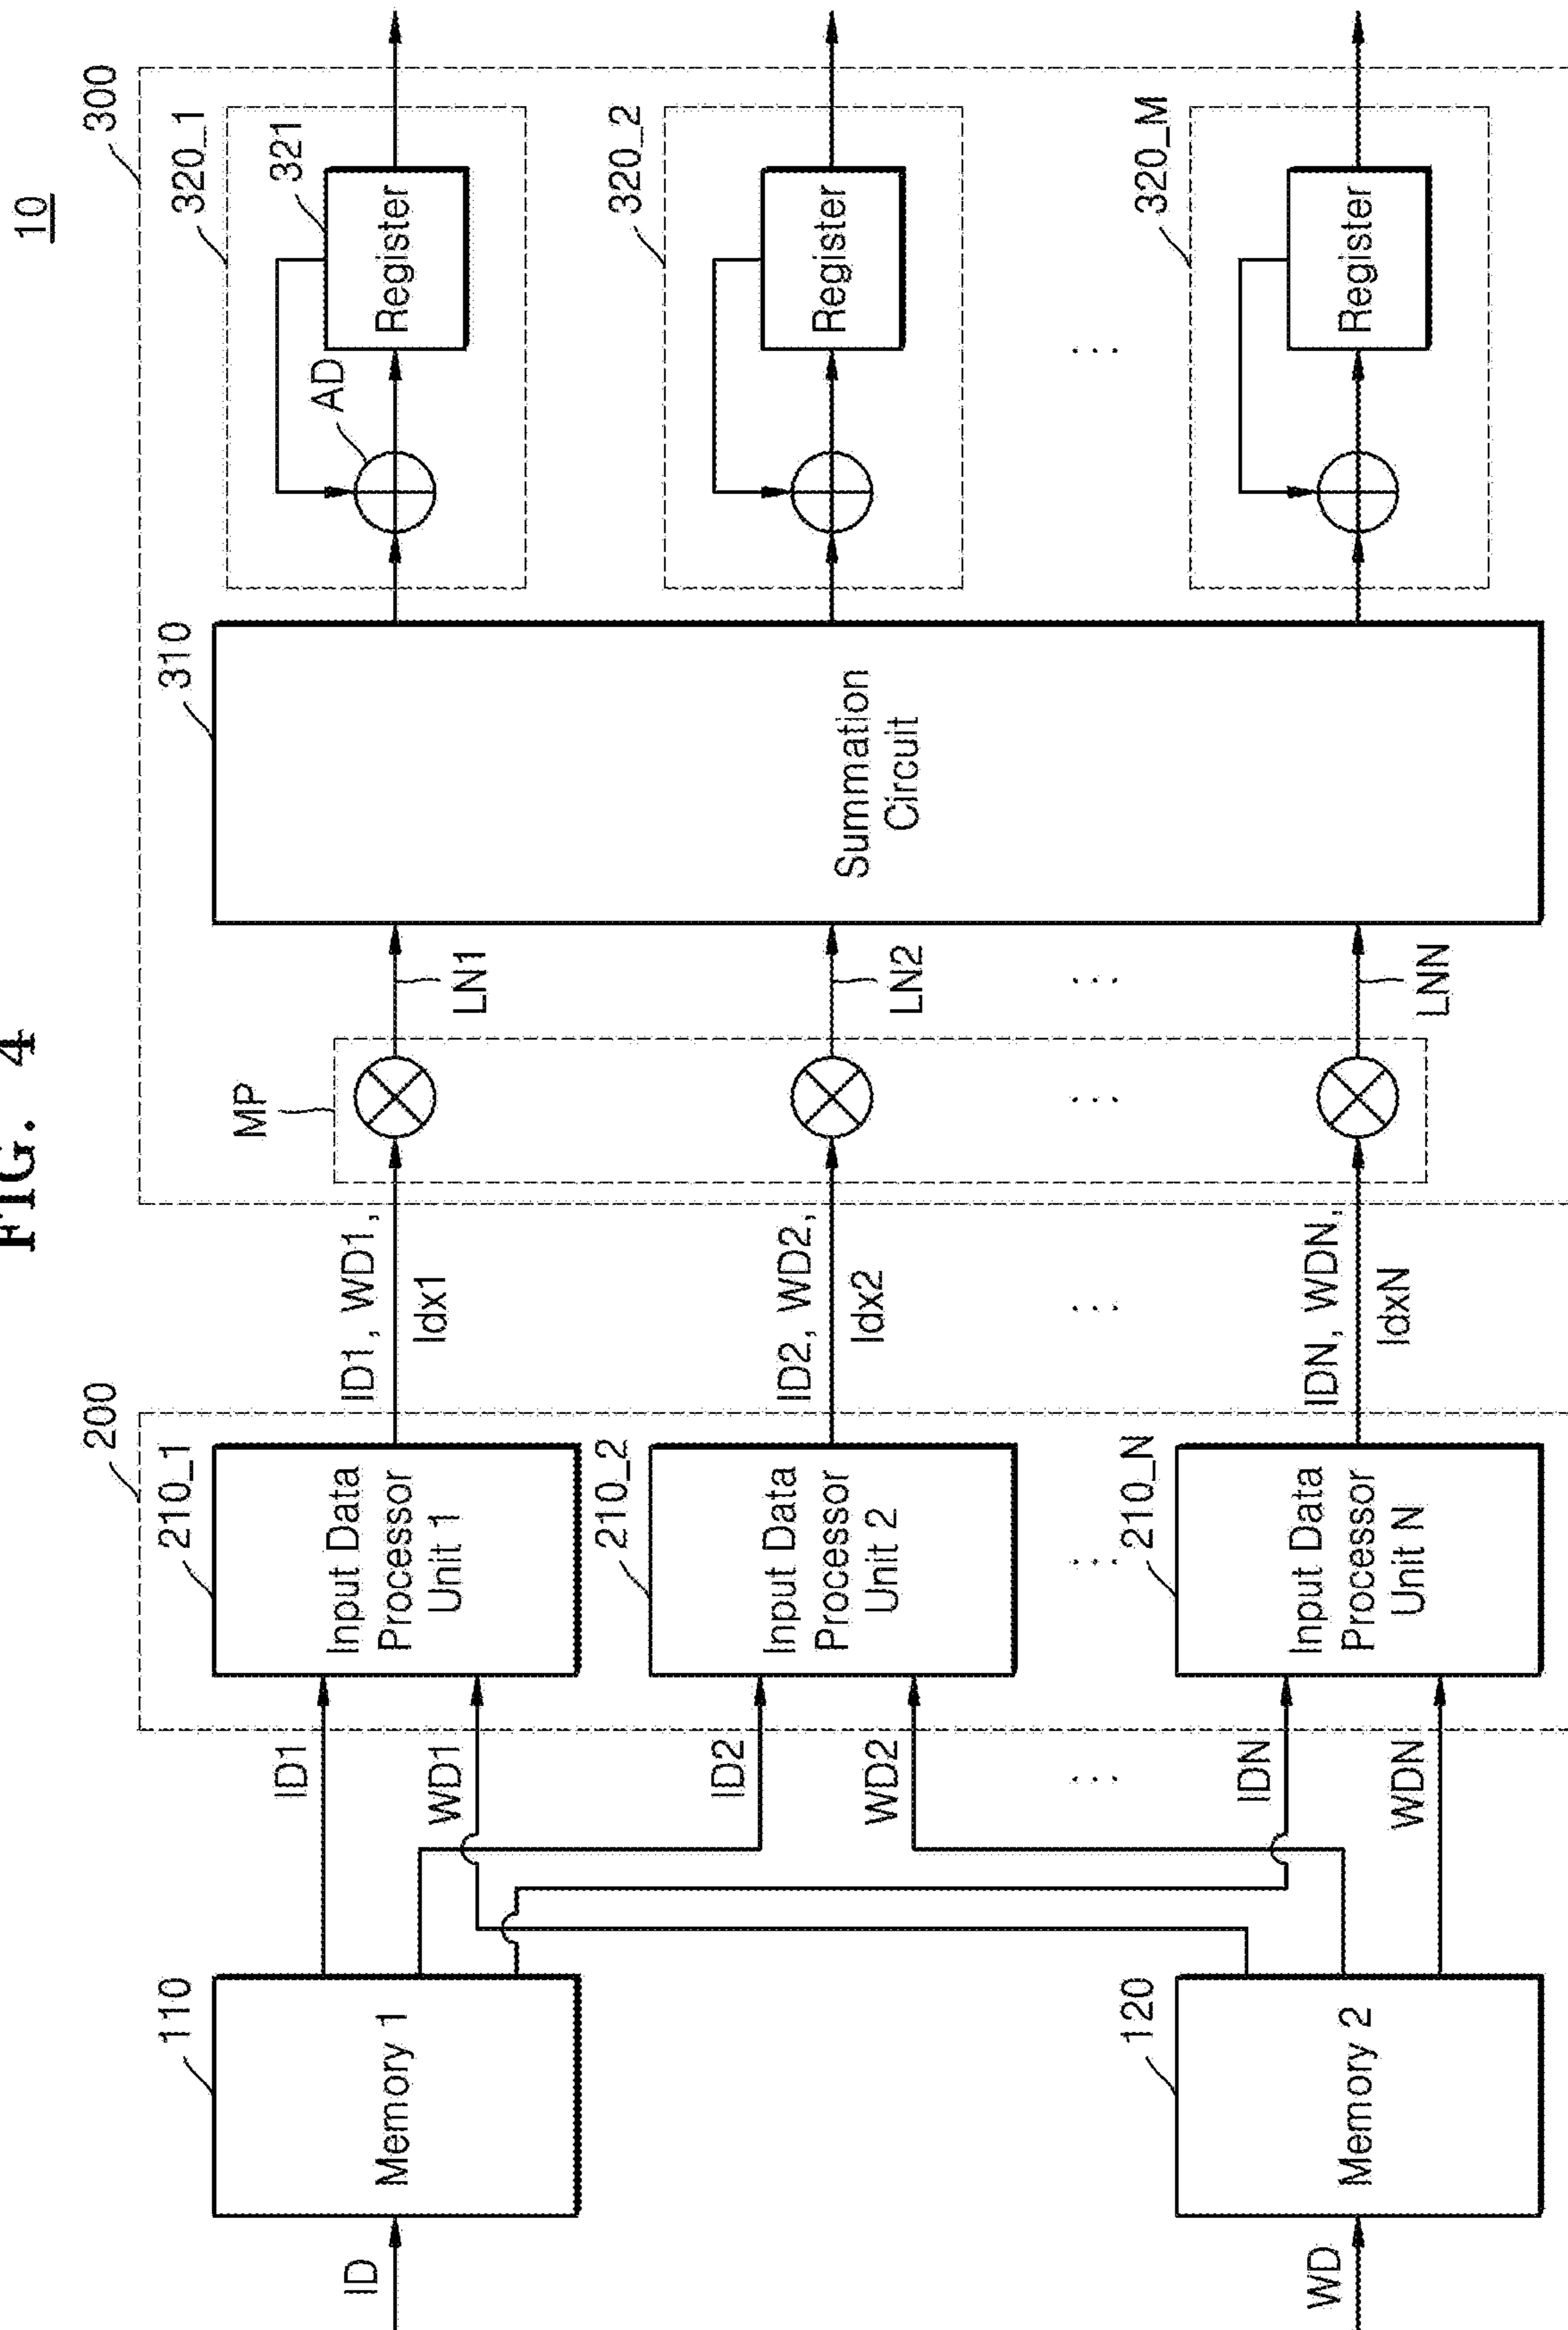 FIG. 4
10
ID
110
Memory 1
WD
120
Memory 2
ID1
WD1
ID2
WD2
...
IDN
WDN
200
210_1
Input Data
Processor
Unit 1
210_2
Input Data
Processor
Unit 2
...
210_N
Input Data
Processor
Unit N
ID1, WD1,
Idx1
ID2, WD2,
Idx2
...
IDN, WDN,
IdxN
300
MP
...
LN1
LN2
...
LNN
310
Summation
Circuit
320_1
AD
321
Register
320_2
Register
...
320_M
Register